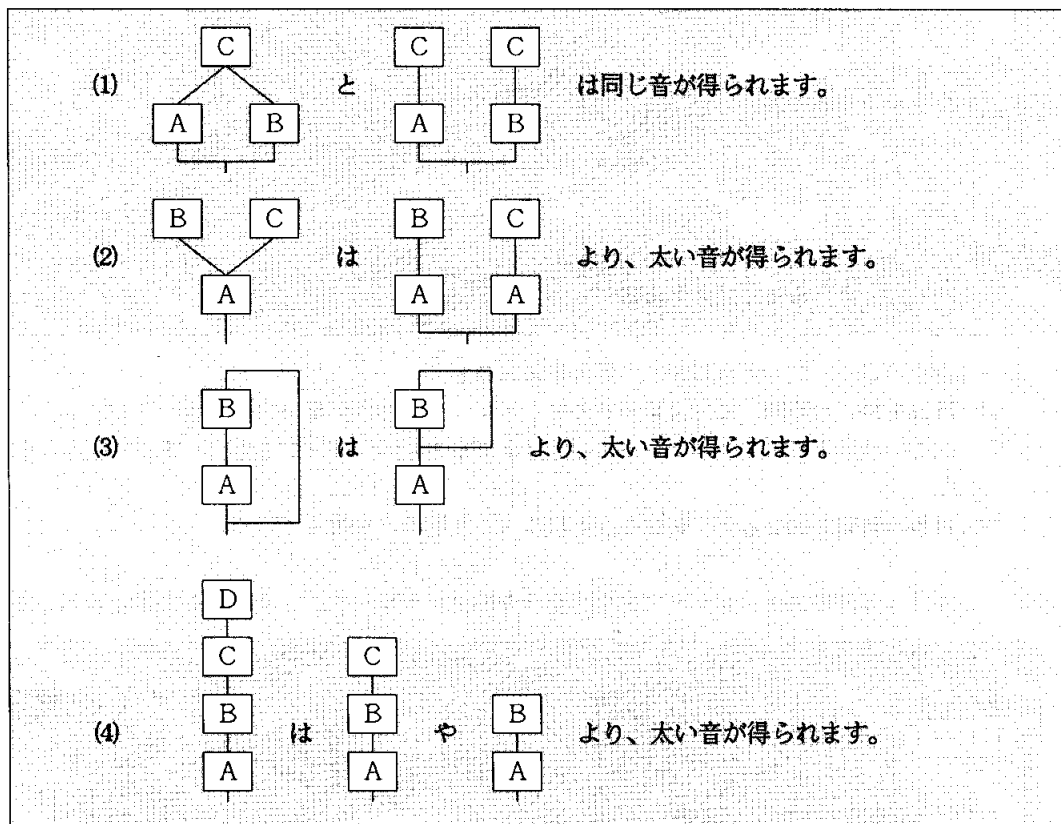 C C C
(1) と は同じ音が得られます。
A B A B
B C B C
(2) は より、太い音が得られます。
A A A
B B
(3) は より、太い音が得られます。
A A
D
C C
B B B
(4) は や より、太い音が得られます。
A A A